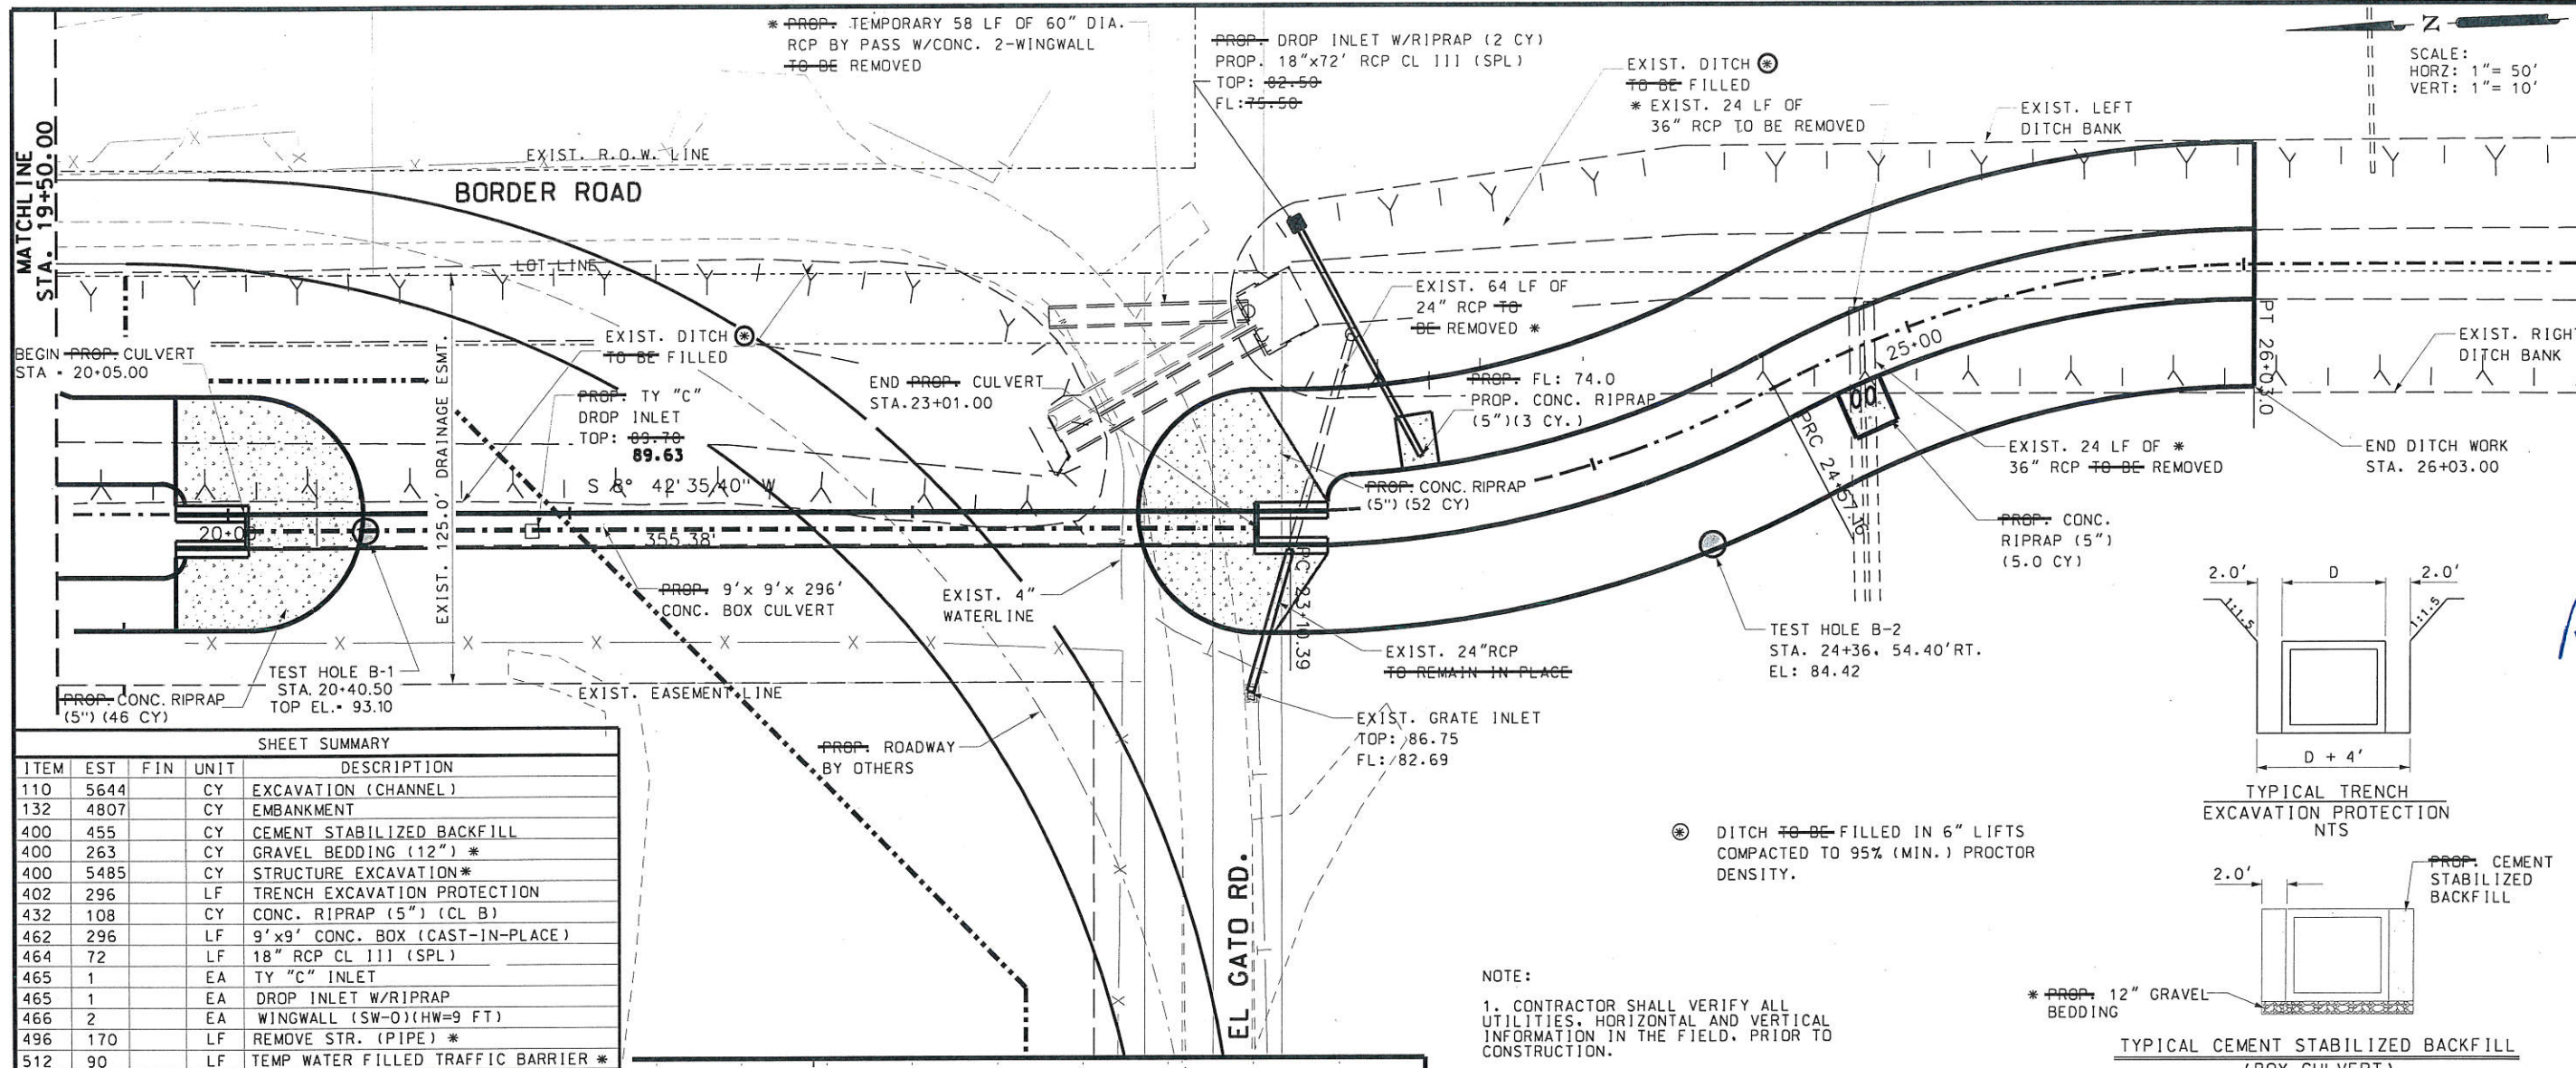 * PROP. TEMPORARY 58 LF OF 60" DIA.
RCP BY PASS W/CONC. 2-WINGWALL
TO BE REMOVED
PROP. DROP INLET W/RIPRAP (2 CY)
PROP. 18"x72' RCP CL III (SPL)
TOP: 82.50
FL:75.50
EXIST. DITCH *
TO BE FILLED
* EXIST. 24 LF OF
36" RCP TO BE REMOVED
EXIST. LEFT
DITCH BANK
N
SCALE:
HORZ: 1"= 50'
VERT: 1"= 10'
MATCHLINE
STA. 19+50.00
EXIST. R.O.W. LINE
BORDER ROAD
LOT LINE
BEGIN PROP. CULVERT
STA - 20+05.00
EXIST. 125.0' DRAINAGE ESMT.
EXIST. DITCH *
TO BE FILLED
PROP. TY "C"
DROP INLET
TOP: 89.70
89.63
END PROP. CULVERT
STA.23+01.00
EXIST. 64 LF OF
24" RCP TO
BE REMOVED *
PROP. FL: 74.0
PROP. CONC. RIPRAP
(5")(3 CY.)
25+00
PT 26+03.0
EXIST. RIGHT
DITCH BANK
PRC 24+57.16
EXIST. 24 LF OF *
36" RCP TO BE REMOVED
END DITCH WORK
STA. 26+03.00
S 8° 42' 35.40" W
355.38'
PROP. CONC. RIPRAP
(5") (52 CY)
PROP. CONC.
RIPRAP (5")
(5.0 CY)
PROP. 9'x 9'x 296'
CONC. BOX CULVERT
EXIST. 4"
WATERLINE
PC 23+10.39
EXIST. 24"RCP
TO REMAIN IN PLACE
TEST HOLE B-2
STA. 24+36, 54.40'RT.
EL: 84.42
TEST HOLE B-1
STA. 20+40.50
TOP EL.- 93.10
PROP. CONC. RIPRAP
(5") (46 CY)
EXIST. EASEMENT LINE
EXIST. GRATE INLET
TOP: 86.75
FL: 82.69
PROP. ROADWAY
BY OTHERS
EL GATO RD.
2.0' D 2.0'
1:1.5 1:1.5
D + 4'
TYPICAL TRENCH
EXCAVATION PROTECTION
NTS
* DITCH TO BE FILLED IN 6" LIFTS
COMPACTED TO 95% (MIN.) PROCTOR
DENSITY.
PROP. CEMENT
STABILIZED
BACKFILL
2.0'
* PROP. 12" GRAVEL
BEDDING
TYPICAL CEMENT STABILIZED BACKFILL
(BOX CULVERT)
NOTE:
1. CONTRACTOR SHALL VERIFY ALL
UTILITIES, HORIZONTAL AND VERTICAL
INFORMATION IN THE FIELD, PRIOR TO
CONSTRUCTION.
SHEET SUMMARY
ITEM EST FIN UNIT DESCRIPTION
110 5644 CY EXCAVATION (CHANNEL)
132 4807 CY EMBANKMENT
400 455 CY CEMENT STABILIZED BACKFILL
400 263 CY GRAVEL BEDDING (12") *
400 5485 CY STRUCTURE EXCAVATION*
402 296 LF TRENCH EXCAVATION PROTECTION
432 108 CY CONC. RIPRAP (5") (CL B)
462 296 LF 9'x9' CONC. BOX (CAST-IN-PLACE)
464 72 LF 18" RCP CL III (SPL)
465 1 EA TY "C" INLET
465 1 EA DROP INLET W/RIPRAP
466 2 EA WINGWALL (SW-0)(HW=9 FT)
496 170 LF REMOVE STR. (PIPE) *
512 90 LF TEMP WATER FILLED TRAFFIC BARRIER *